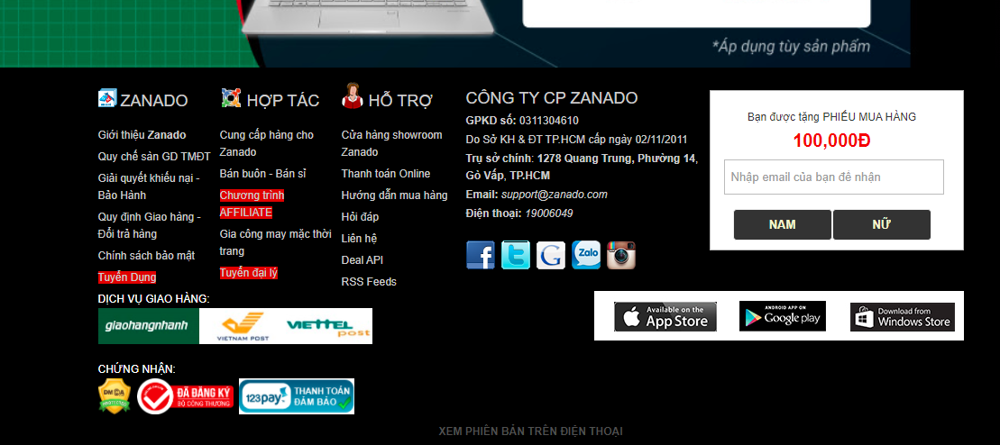 *Áp dụng tùy sản phẩm
ZANADO
Giới thiệu Zanado
Quy chế sàn GD TMĐT
Giải quyết khiếu nại -
Bảo Hành
Quy định Giao hàng -
Đổi trả hàng
Chính sách bảo mật
Tuyển Dụng
HỢP TÁC
Cung cấp hàng cho
Zanado
Bán buôn - Bán sỉ
Chương trình
AFFILIATE
Gia công may mặc thời
trang
Tuyển đại lý
HỖ TRỢ
Cửa hàng showroom
Zanado
Thanh toán Online
Hướng dẫn mua hàng
Hỏi đáp
Liên hệ
Deal API
RSS Feeds
CÔNG TY CP ZANADO
GPKD số: 0311304610
Do Sở KH & ĐT TP.HCM cấp ngày 02/11/2011
Trụ sở chính: 1278 Quang Trung, Phường 14,
Gò Vấp, TP.HCM
Email: support@zanado.com
Điện thoại: 19006049
Zalo
Bạn được tặng PHIẾU MUA HÀNG
100,000Đ
Nhập email của bạn để nhận
NAM
NỮ
DỊCH VỤ GIAO HÀNG:
giaohangnhanh
VIETNAM POST
VIETTEL
post
Available on the
App Store
ANDROID APP ON
Google play
Download from
Windows Store
CHỨNG NHẬN:
DMCA
ĐÃ ĐĂNG KÝ
BỘ CÔNG THƯƠNG
123pay
THANH TOÁN
ĐẢM BẢO
XEM PHIÊN BẢN TRÊN ĐIỆN THOẠI